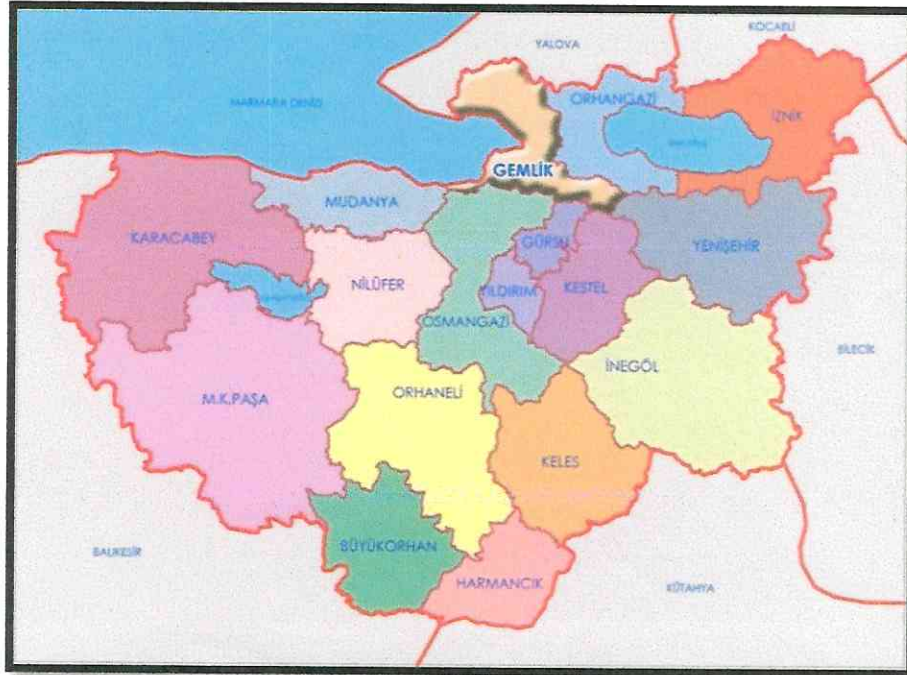 KOCAELİ
YALOVA
MARMARA DENİZİ
ORHANGAZİ
İZNİK
GEMLİK
MUDANYA
KARACABEY
GÜRSU
YENİŞEHİR
NİLÜFER
YILDIRIM
KESTEL
OSMANGAZİ
BİLECİK
İNEGÖL
M.K.PAŞA
ORHANELİ
KELES
BÜYÜKORHAN
BALIKESİR
HARMANCIK
KÜTAHYA